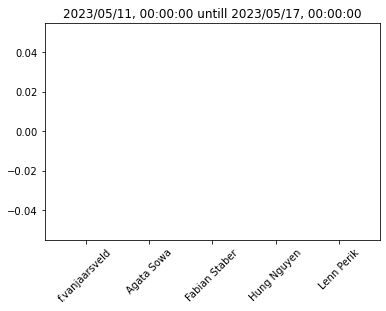 2023/05/11, 00:00:00 untill 2023/05/17, 00:00:00
0.04
0.02
0.00
−0.02
−0.04
f.vanjaarsveld
Agata Sowa
Fabian Staber
Hung Nguyen
Lenn Perik